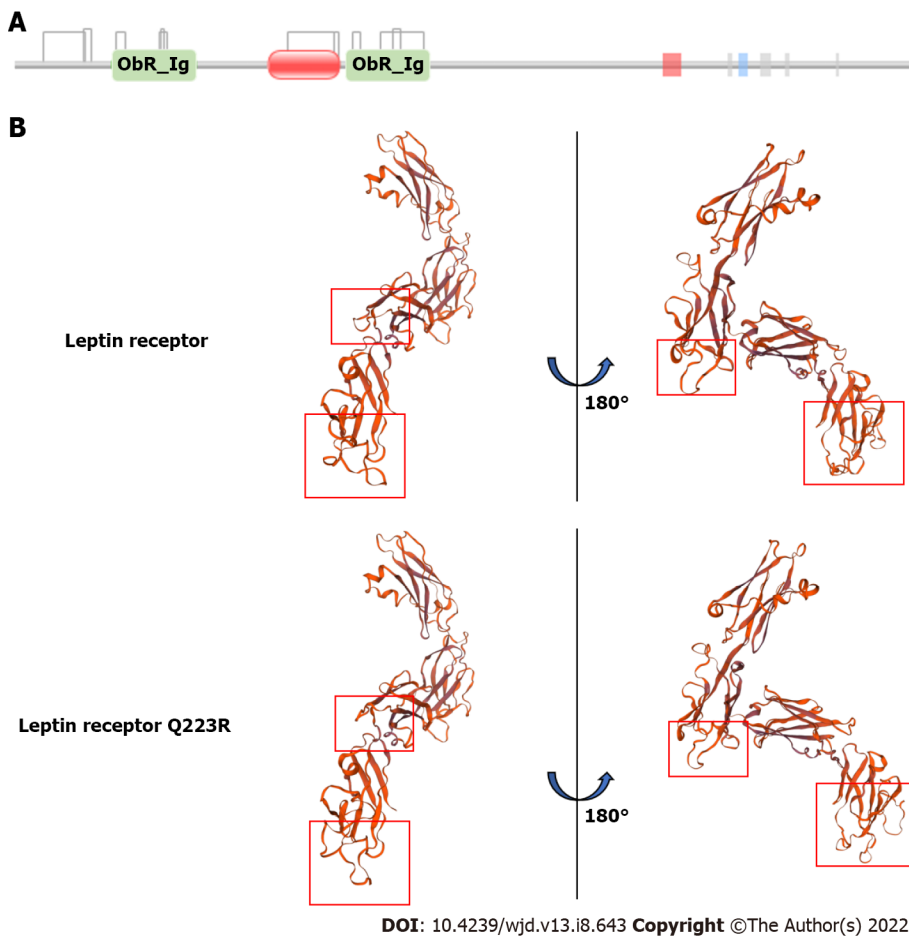 A
ObR_Ig ObR_Ig
B
Leptin receptor
180°
Leptin receptor Q223R
180°
DOI: 10.4239/wjd.v13.i8.643 Copyright ©The Author(s) 2022